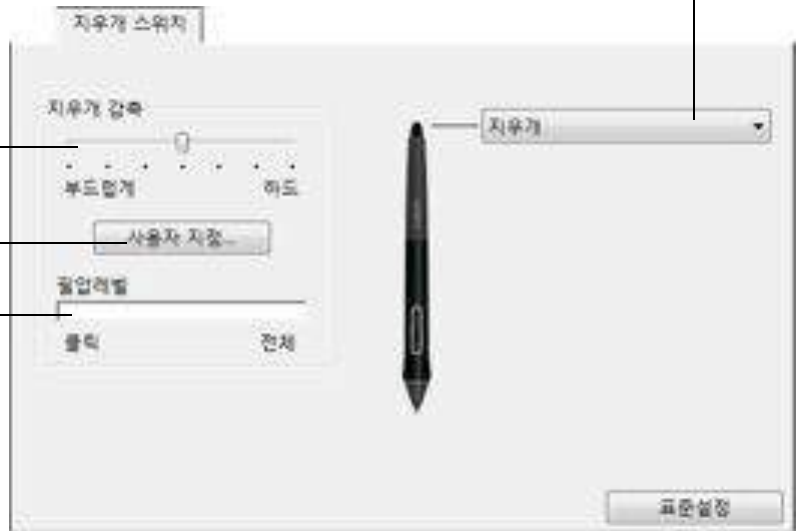 지우개 스위치
지우개 감촉
지우개
부드럽게 하드
사용자 지정...
필압레벨
클릭 전체
표준설정